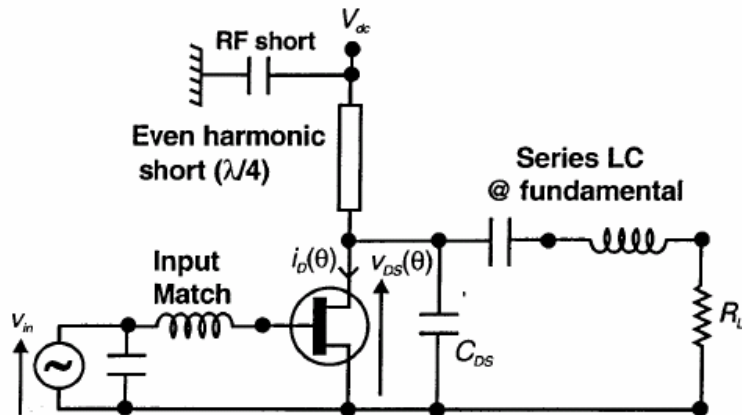 V_dc
RF short
Even harmonic
short (λ/4)
Series LC
@ fundamental
i_D(θ)
v_DS(θ)
Input
Match
v_in
C_DS
R_L